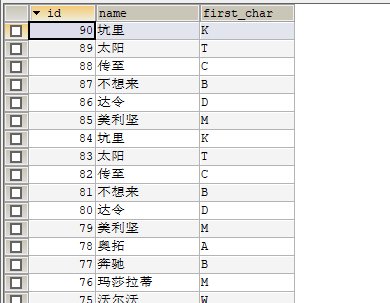 id name first_char
90 坑里 K
89 太阳 T
88 传至 C
87 不想来 B
86 达令 D
85 美利坚 M
84 坑里 K
83 太阳 T
82 传至 C
81 不想来 B
80 达令 D
79 美利坚 M
78 奥拓 A
77 奔驰 B
76 玛莎拉蒂 M
75 沃尔沃 W